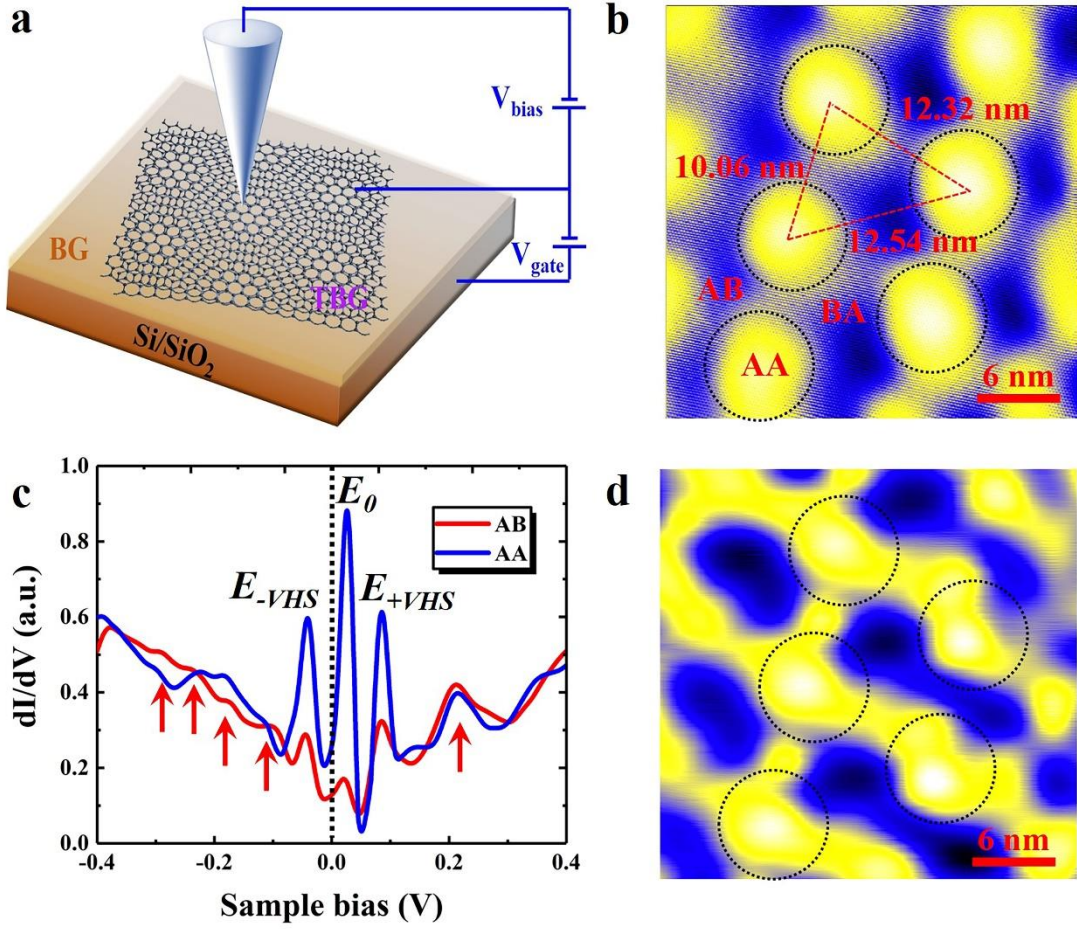 a
V_bias
V_gate
BG
TBG
Si/SiO₂
b
12.32 nm
10.06 nm
12.54 nm
AB
BA
AA
6 nm
c
E₀
E_-VHS
E_+VHS
AB
AA
dI/dV (a.u.)
1.0
0.8
0.6
0.4
0.2
0.0
-0.4
-0.2
0.0
0.2
0.4
Sample bias (V)
d
6 nm